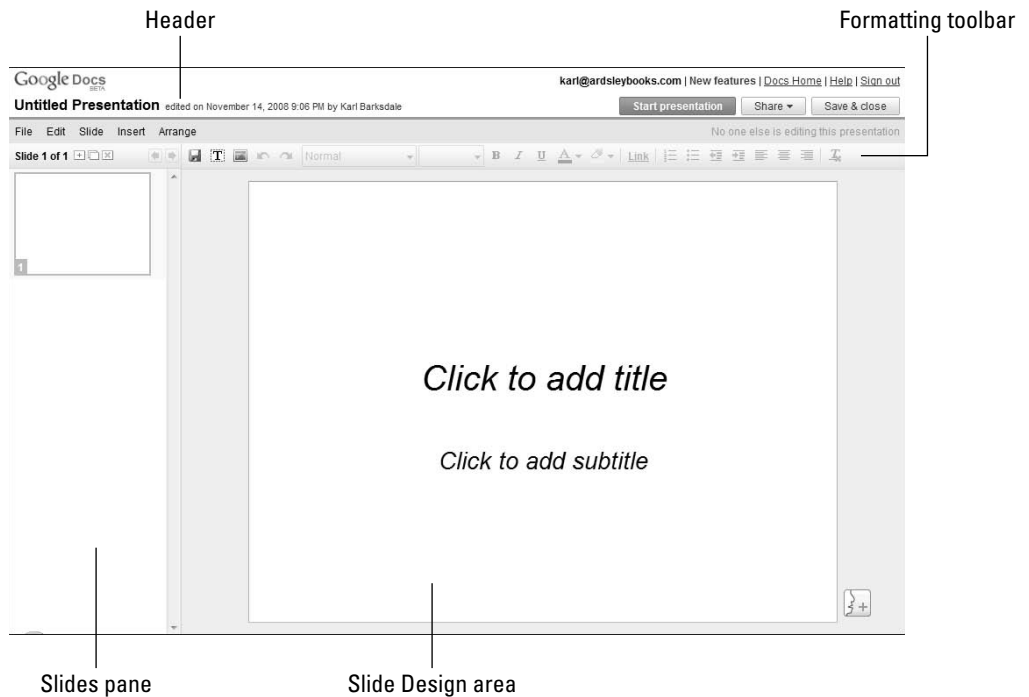 Header Formatting toolbar
Google Docs
BETA
karl@ardsleybooks.com | New features | Docs Home | Help | Sign out
Untitled Presentation edited on November 14, 2008 9:06 PM by Karl Barksdale
Start presentation Share Save & close
File Edit Slide Insert Arrange
No one else is editing this presentation
Slide 1 of 1 T Normal B I U A Link T
1
Click to add title
Click to add subtitle
Slides pane Slide Design area